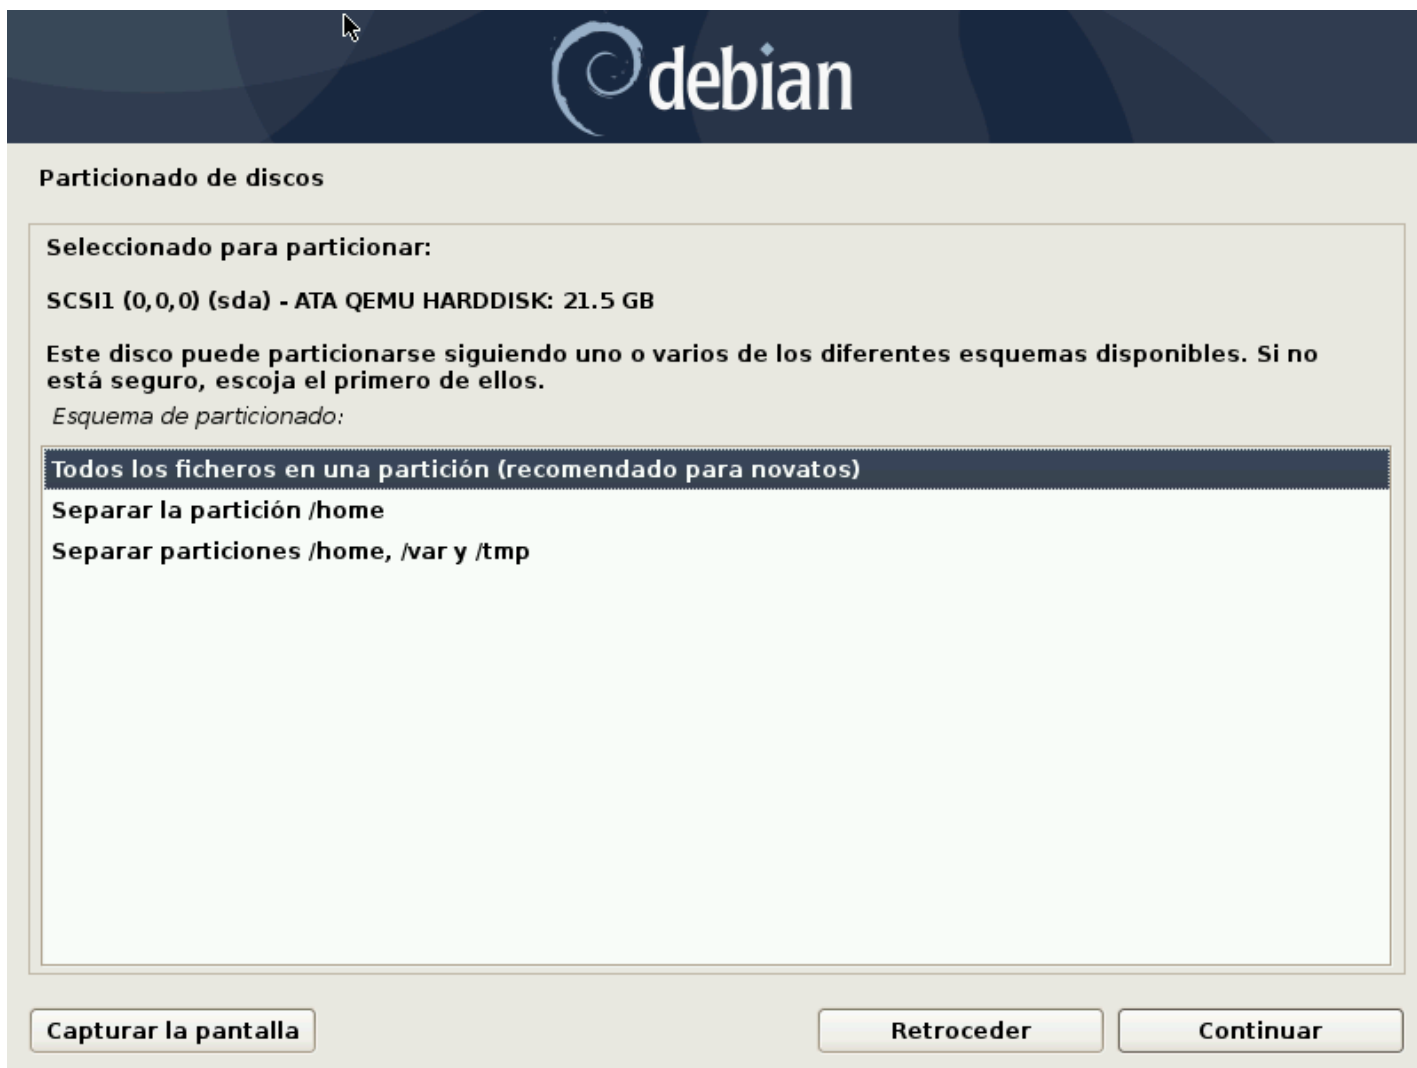 debian
Particionado de discos
Seleccionado para particionar:
SCSI1 (0,0,0) (sda) - ATA QEMU HARDDISK: 21.5 GB
Este disco puede particionarse siguiendo uno o varios de los diferentes esquemas disponibles. Si no
está seguro, escoja el primero de ellos.
Esquema de particionado:
Todos los ficheros en una partición (recomendado para novatos)
Separar la partición /home
Separar particiones /home, /var y /tmp
Capturar la pantalla
Retroceder
Continuar